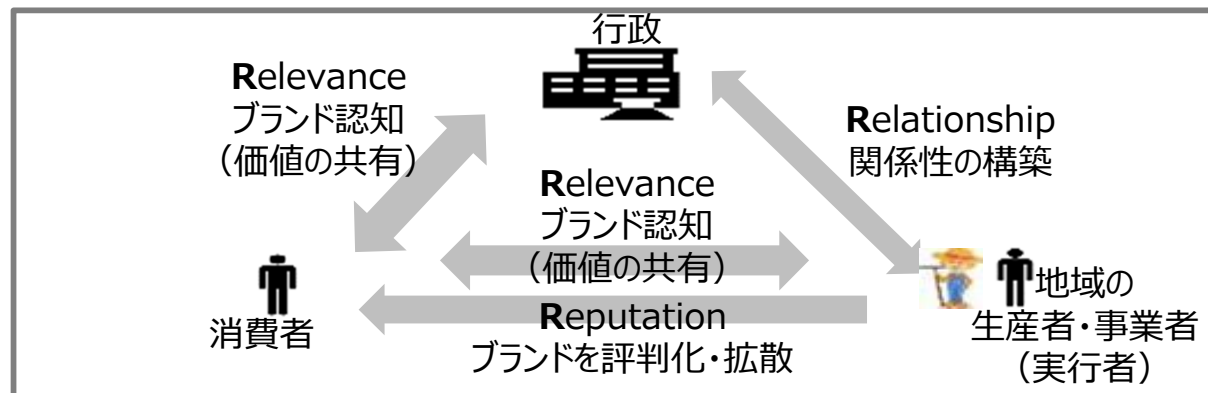 行政
Relevance
ブランド認知
（価値の共有）
Relationship
関係性の構築
Relevance
ブランド認知
（価値の共有）
消費者
Reputation
ブランドを評判化・拡散
地域の
生産者・事業者
（実行者）